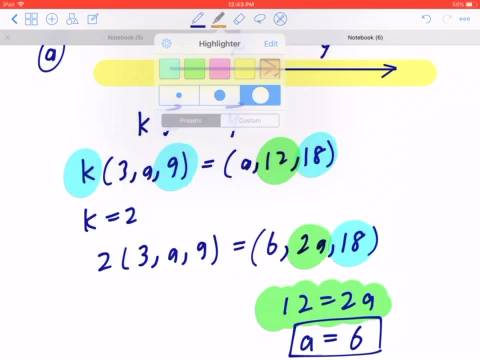 iPad 12:43 PM 56%
Notebook (5) Notebook (6)
(a)
Highlighter Edit
Presets Custom
k
k(3,a,9) = (a,12,18)
k = 2
2(3,a,9) = (6,2a,18)
12 = 2a
a = 6